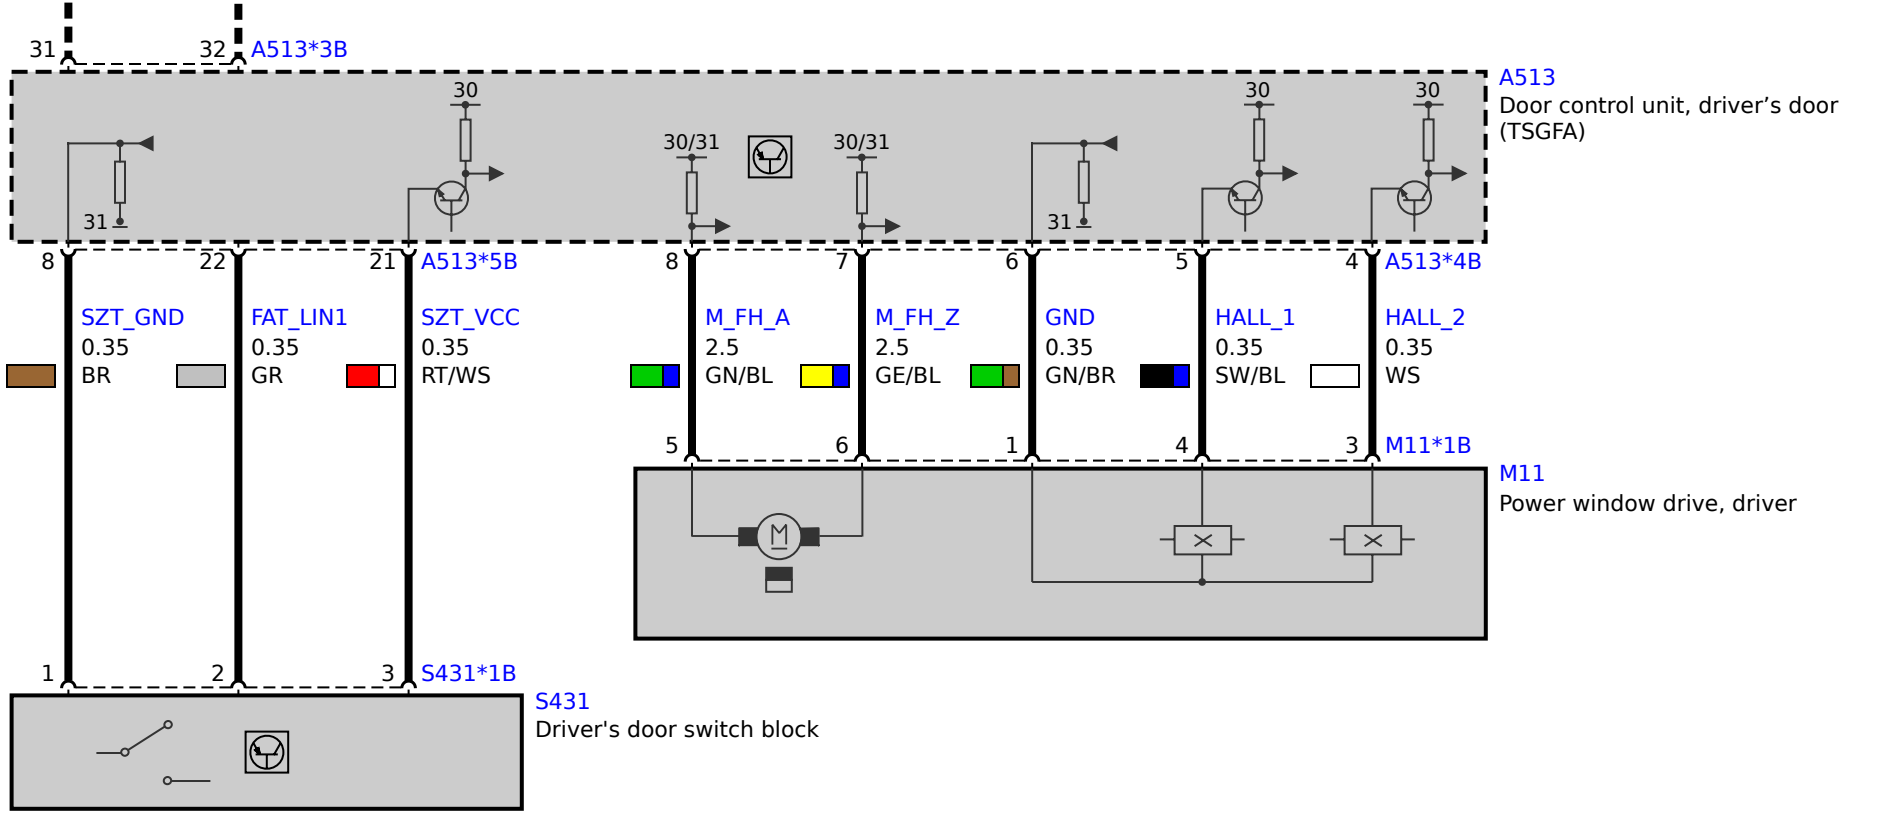 31 32 A513*3B
A513
Door control unit, driver’s door
(TSGFA)
30 30 30
30/31 30/31
31 31
8 22 21 A513*5B 8 7 6 5 4 A513*4B
SZT_GND FAT_LIN1 SZT_VCC M_FH_A M_FH_Z GND HALL_1 HALL_2
0.35 0.35 0.35 2.5 2.5 0.35 0.35 0.35
BR GR RT/WS GN/BL GE/BL GN/BR SW/BL WS
5 6 1 4 3 M11*1B
M11
Power window drive, driver
M
1 2 3 S431*1B
S431
Driver's door switch block